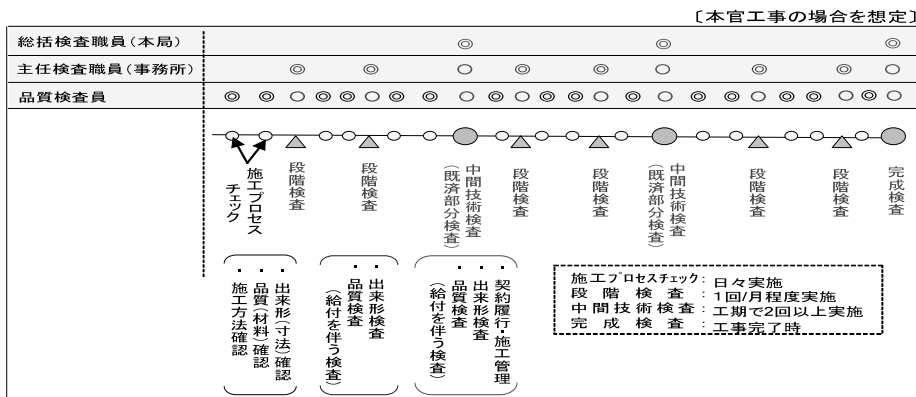 ［本官工事の場合を想定］
総括検査職員（本局）
◎ ◎ ◎
主任検査職員（事務所）
◎ ◎ ○ ◎ ◎ ○ ◎ ◎ ○
品質検査員
◎ ◎ ○ ◎ ◎ ○ ◎ ◎ ○ ◎ ○ ◎ ◎ ○ ◎ ○ ◎ ◎ ○ ◎ ◎ ○ ◎ ○
施工プロセス
チェック
段階検査
段階検査
中間技術検査
（既済部分検査）
段階検査
段階検査
中間技術検査
（既済部分検査）
段階検査
段階検査
完成検査
・出来形（寸法）確認
・品質（材料）確認
・施工方法確認
・出来形検査
・品質検査
（給付を伴う検査）
・契約履行・施工管理
・出来形検査
・品質検査
（給付を伴う検査）
施工プロセスチェック：日々実施
段階検査：1回/月程度実施
中間技術検査：工期で2回以上実施
完成検査：工事完了時